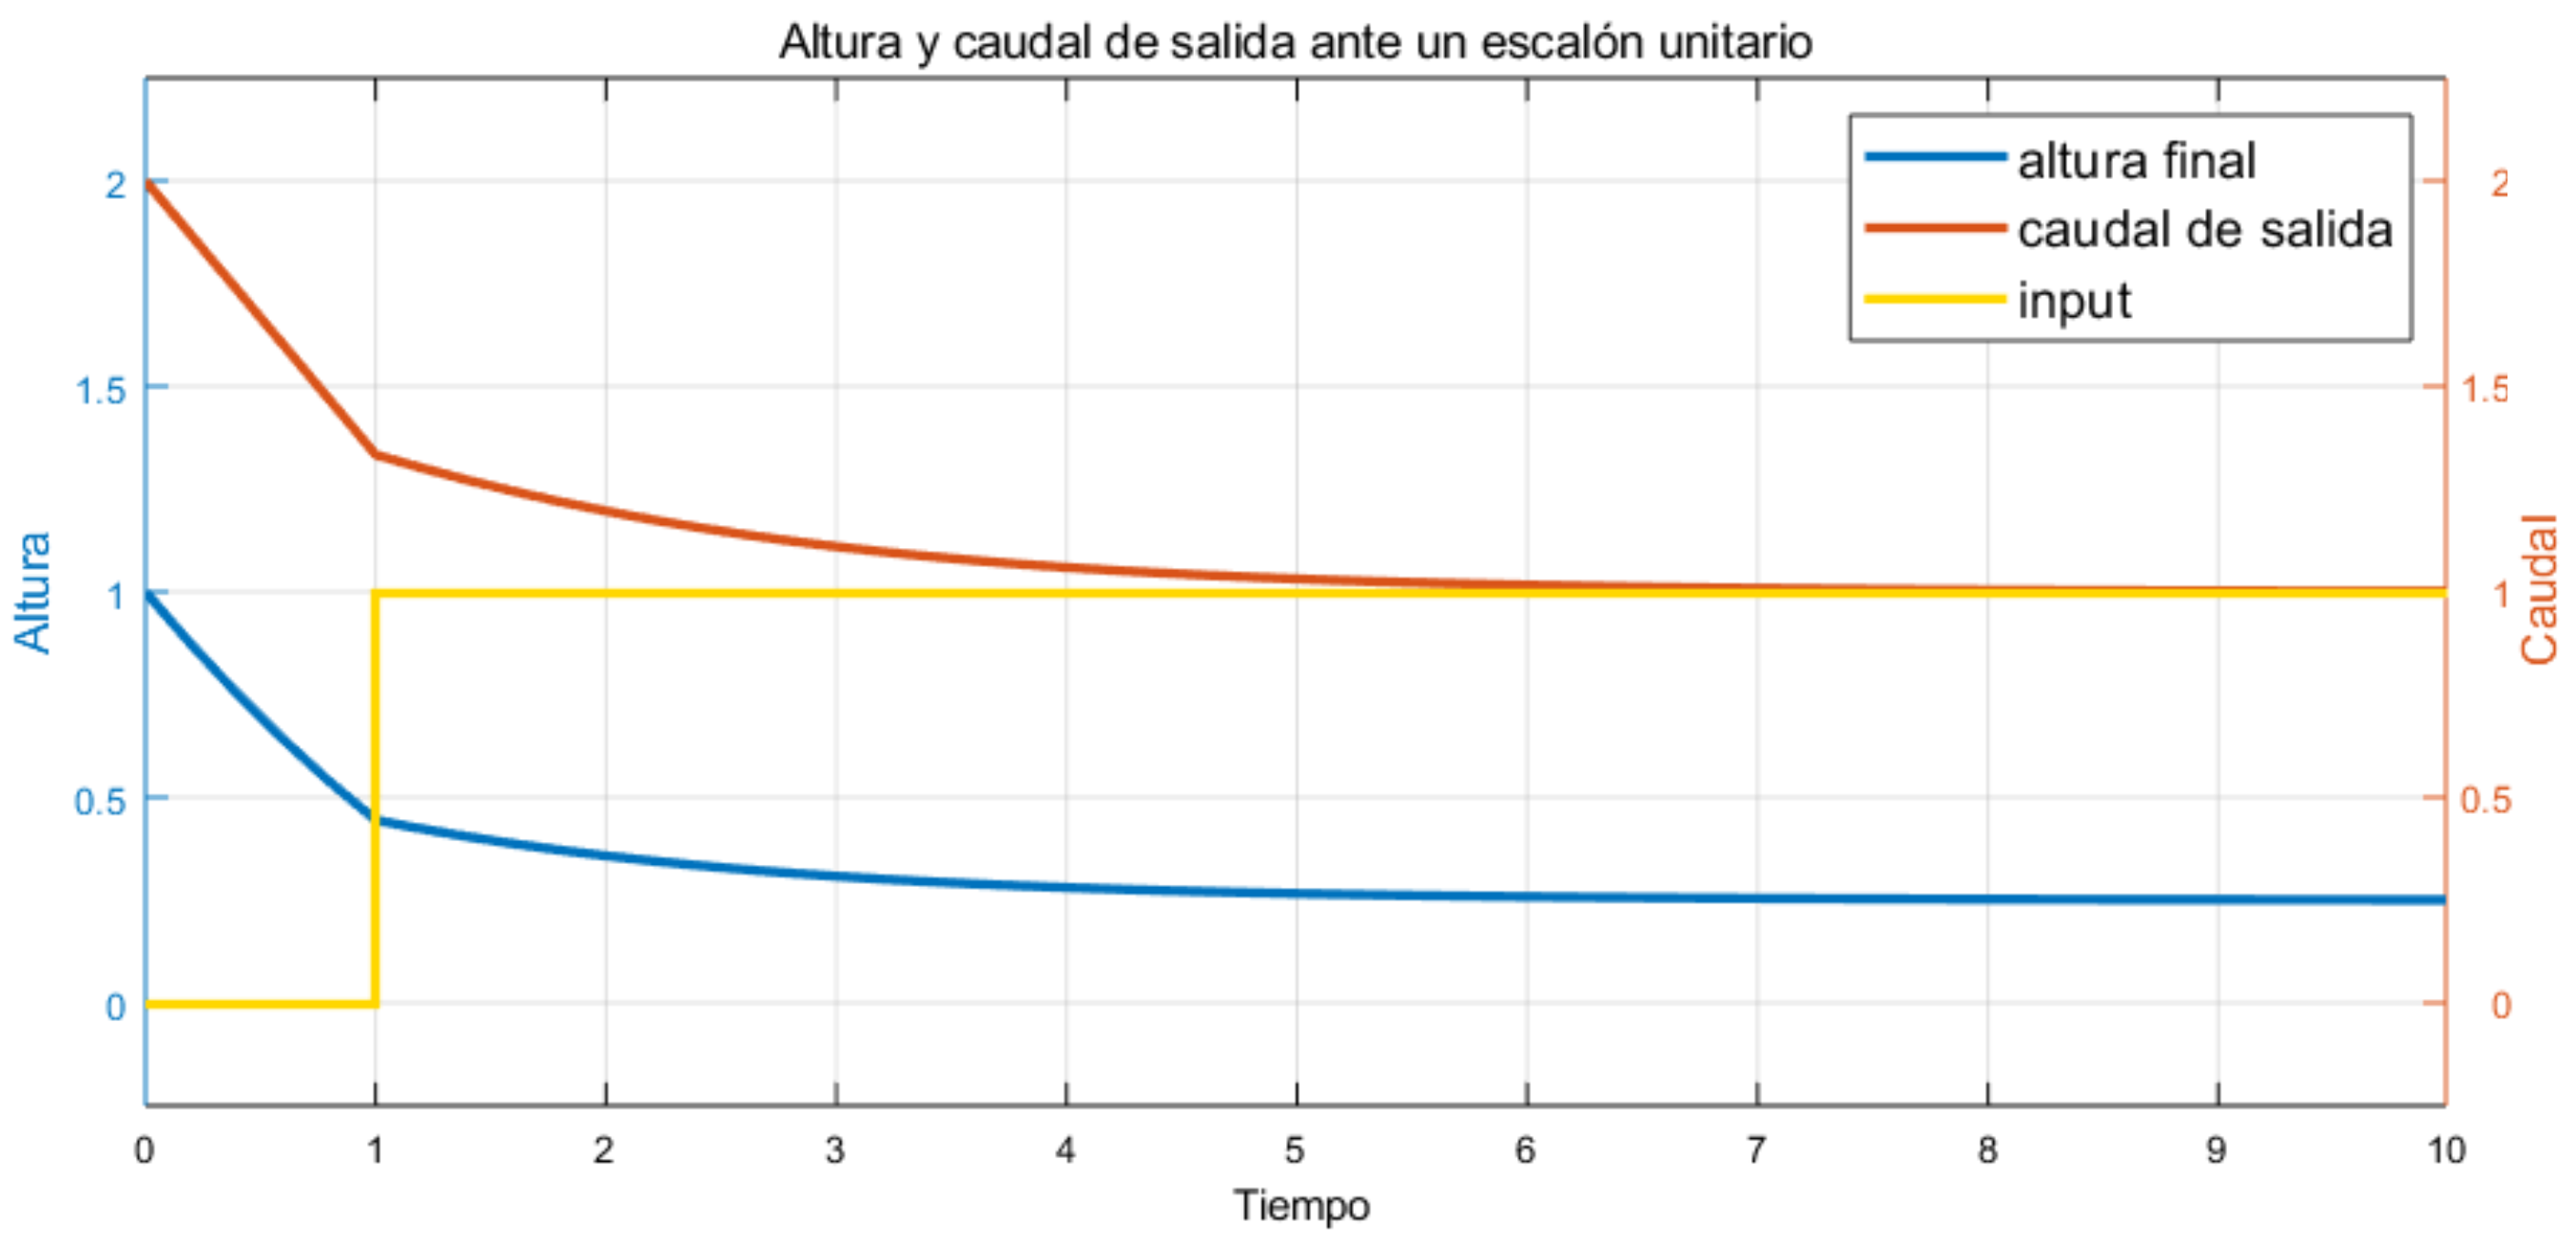 Altura y caudal de salida ante un escalón unitario
altura final
caudal de salida
input
2
1.5
1
0.5
0
Altura
2
1.5
1
0.5
0
Caudal
0 1 2 3 4 5 6 7 8 9 10
Tiempo